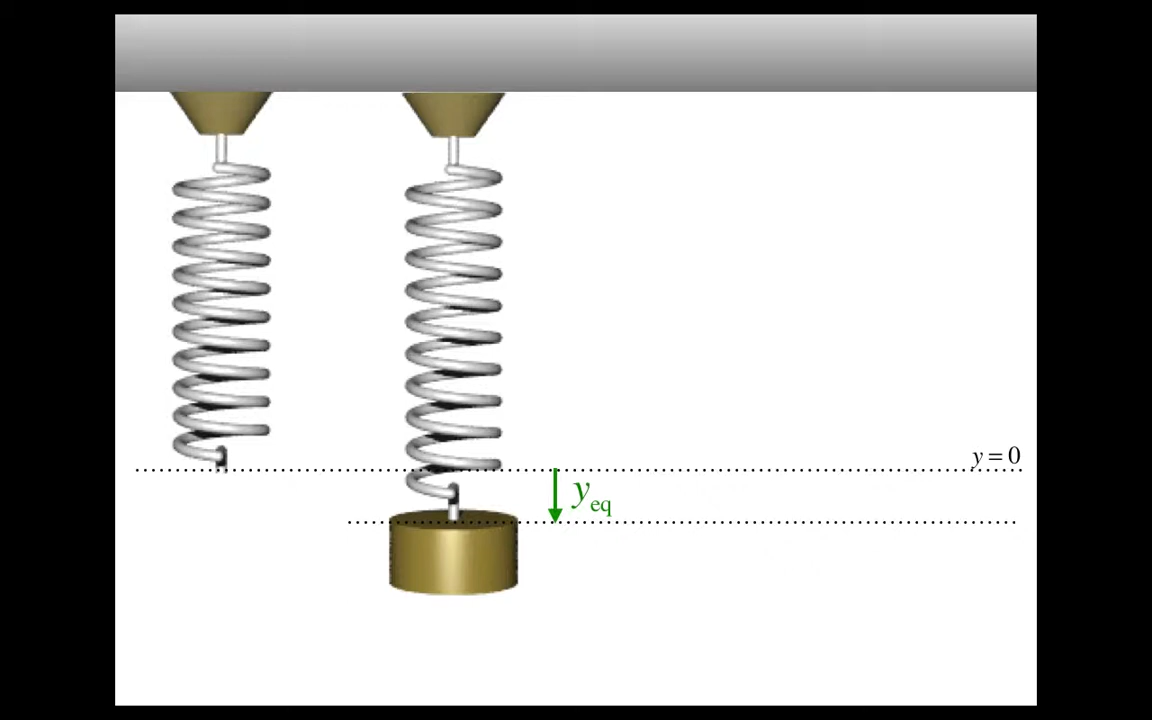 y = 0
y_eq